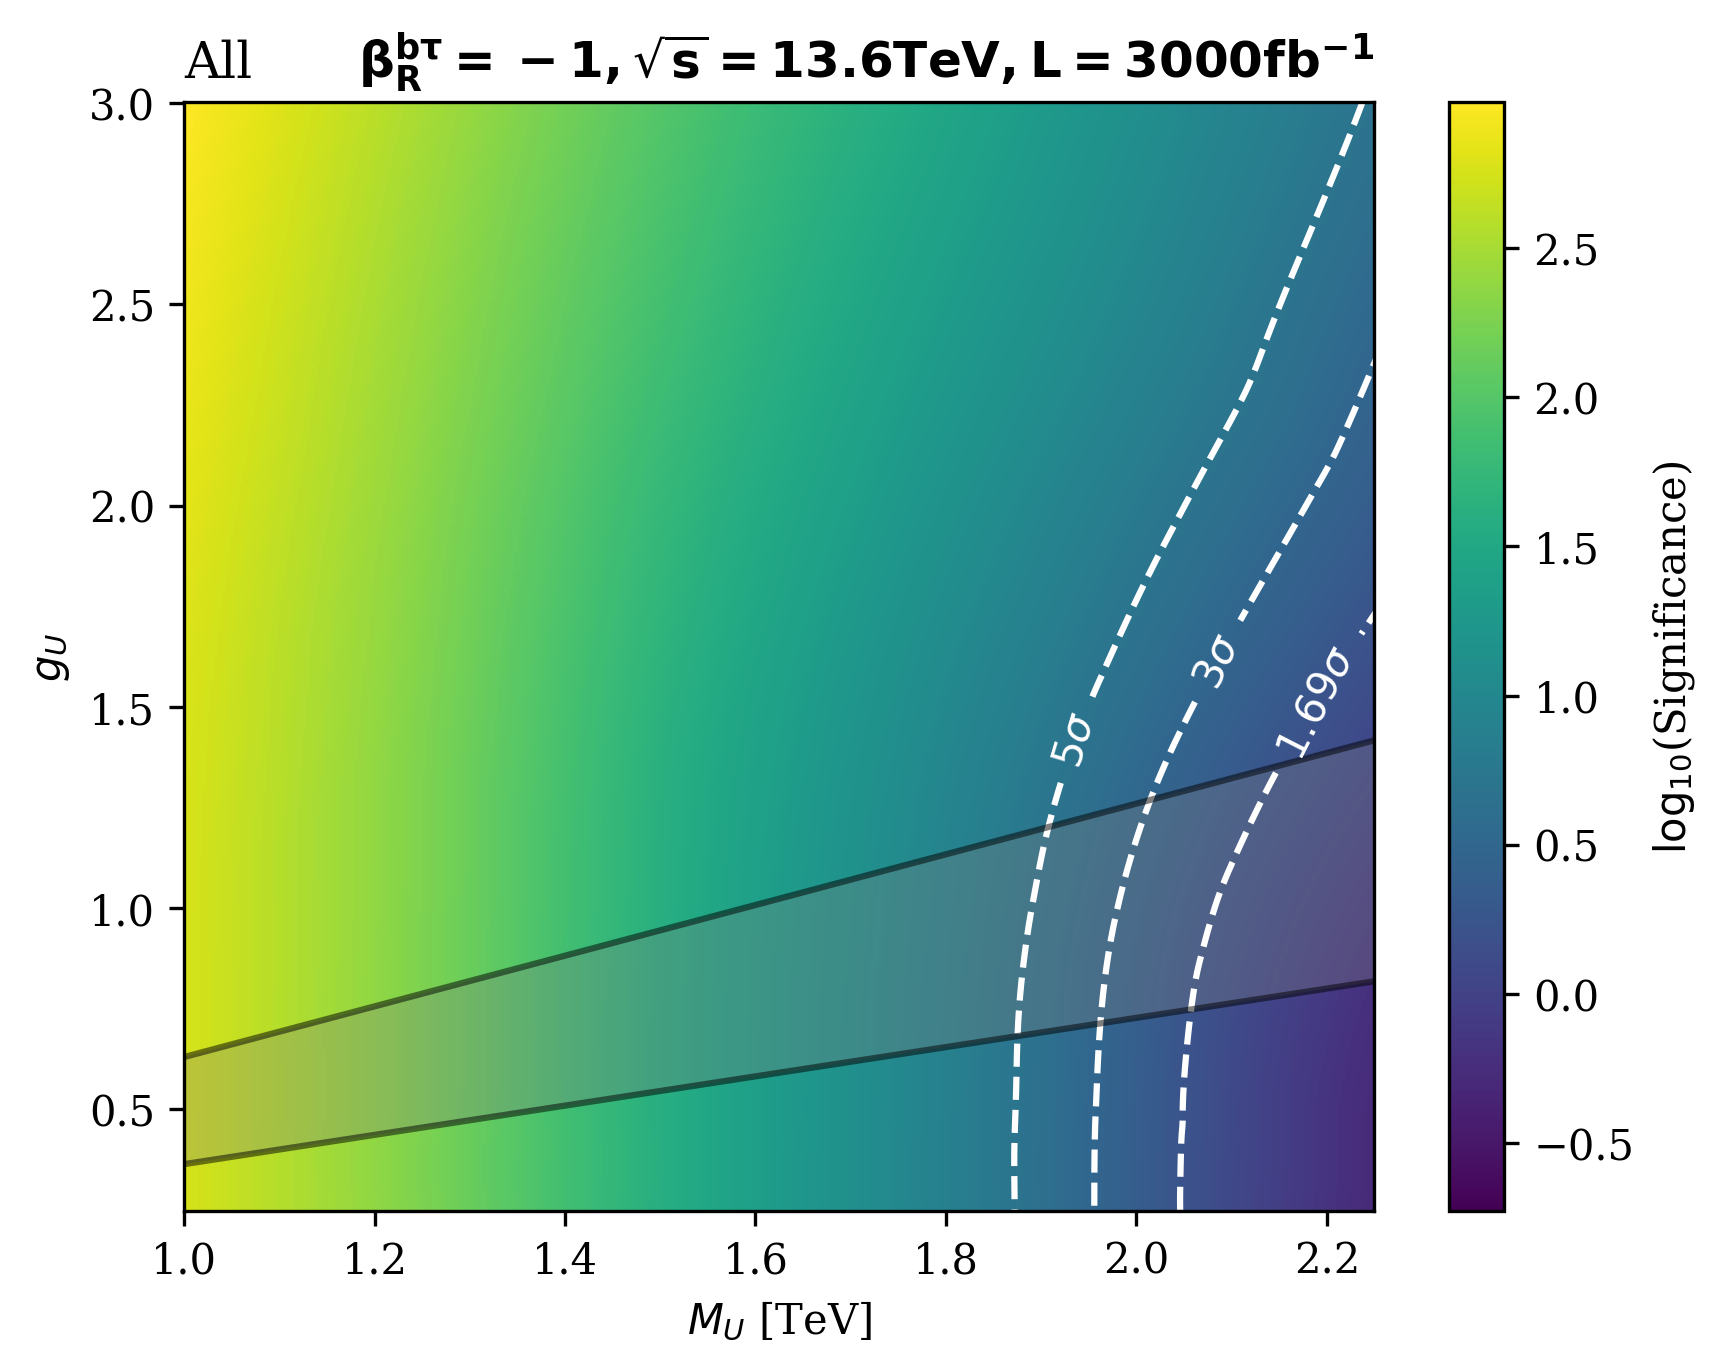 All
β_R^{bτ} = −1, √s = 13.6TeV, L = 3000fb⁻¹
3.0
2.5
2.0
1.5
1.0
0.5
g_U
5σ
3σ
1.69σ
1.0 1.2 1.4 1.6 1.8 2.0 2.2
M_U [TeV]
2.5
2.0
1.5
1.0
0.5
0.0
−0.5
log₁₀(Significance)